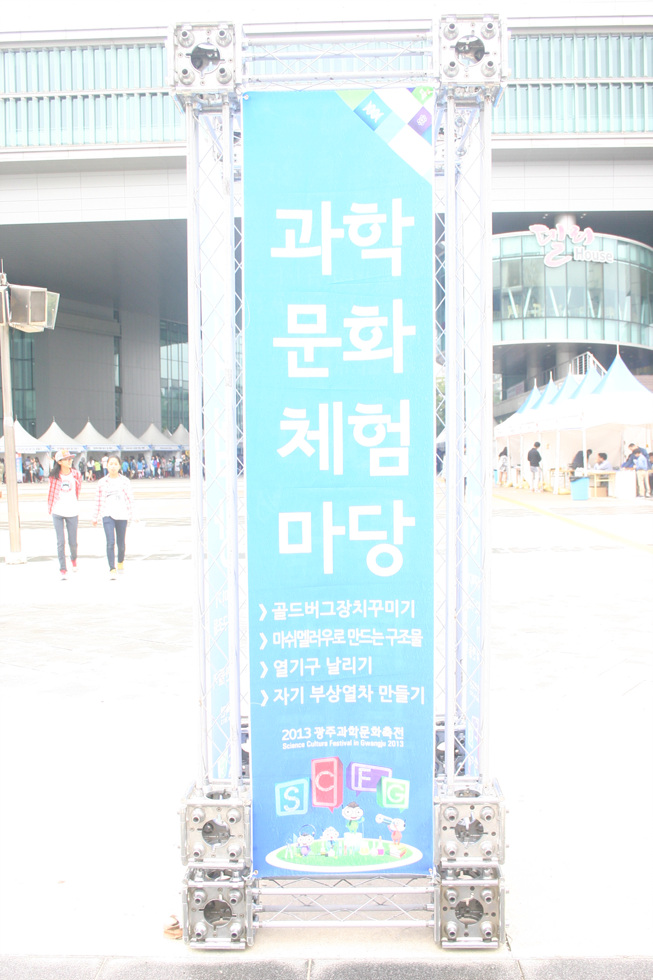 과학
문화
체험
마당
》골드버그장치꾸미기
》마쉬멜러우로 만드는 구조물
》열기구 날리기
》자기 부상열차 만들기
2013 광주과학문화축전
Science Culture Festival in Gwangju 2013
SCFG
House